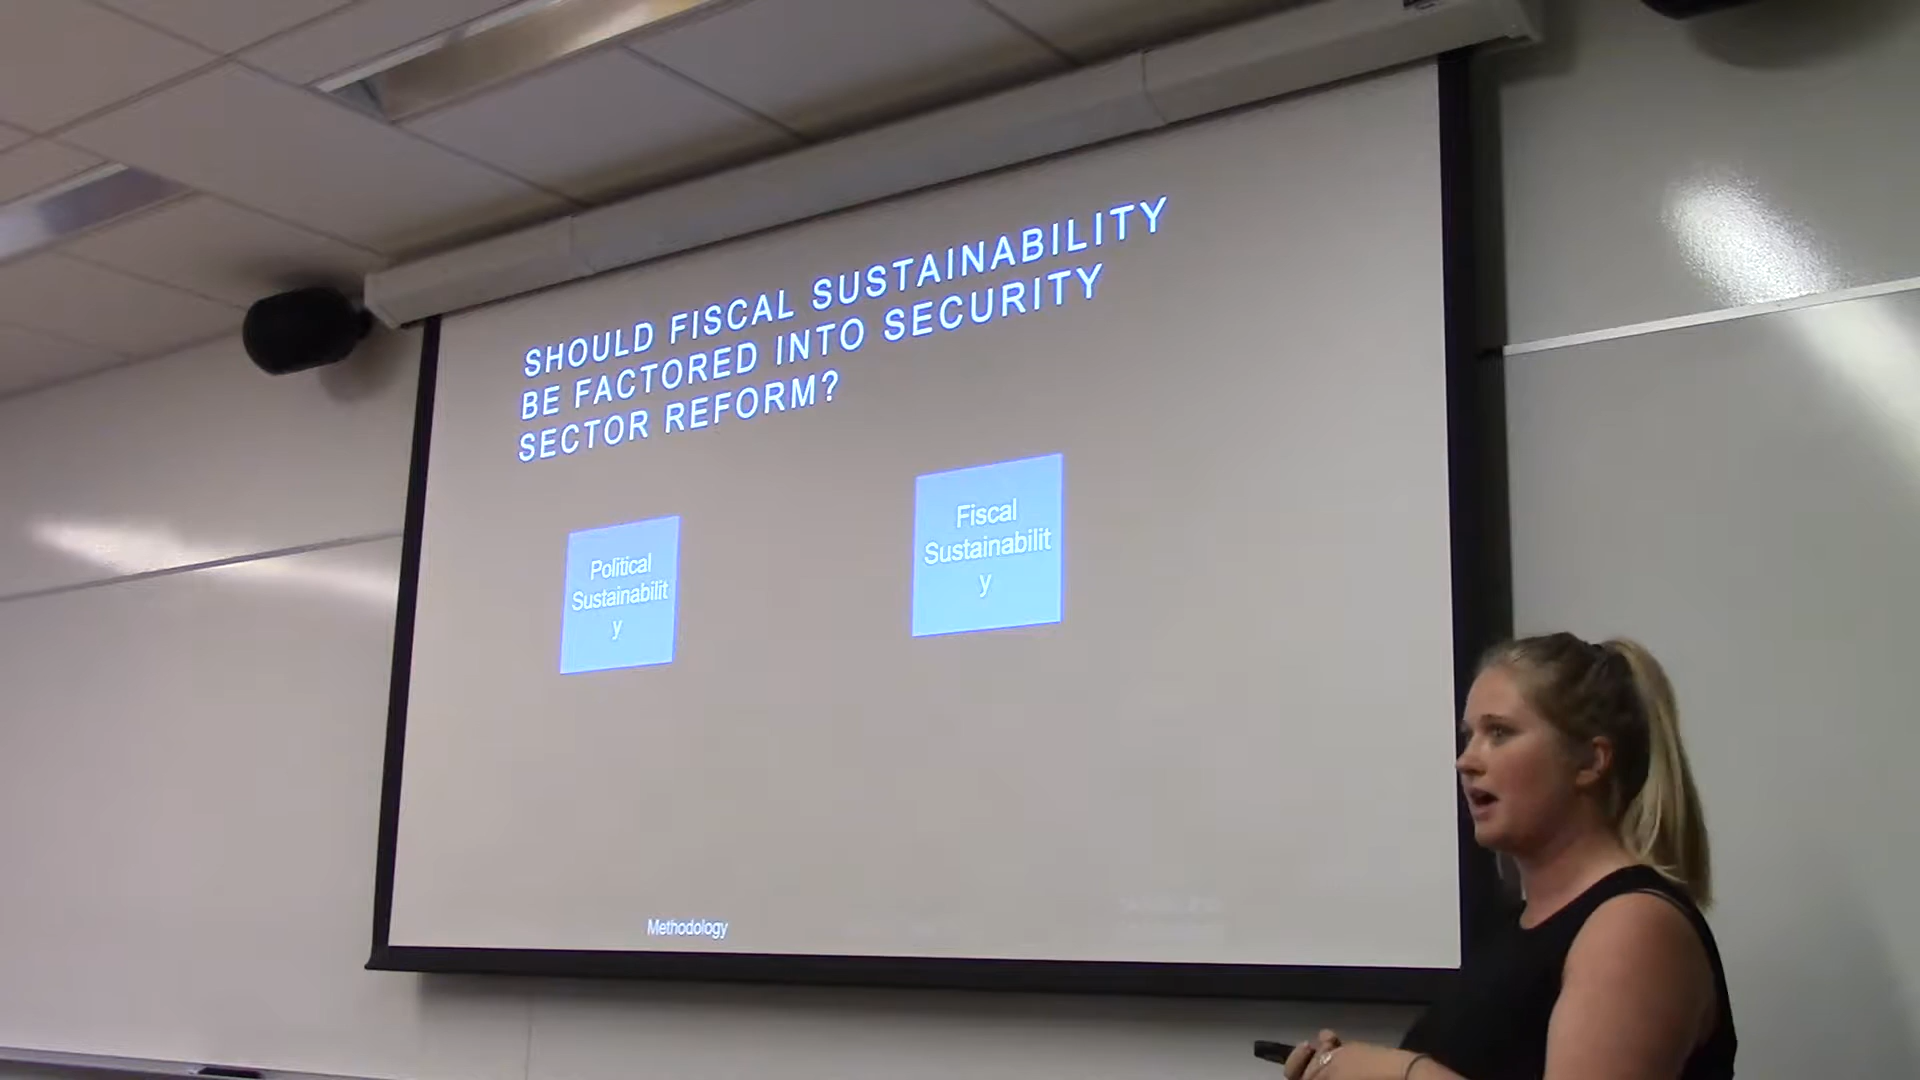 SHOULD FISCAL SUSTAINABILITY
BE FACTORED INTO SECURITY
SECTOR REFORM?
Political
Sustainabilit
y
Fiscal
Sustainabilit
y
Methodology